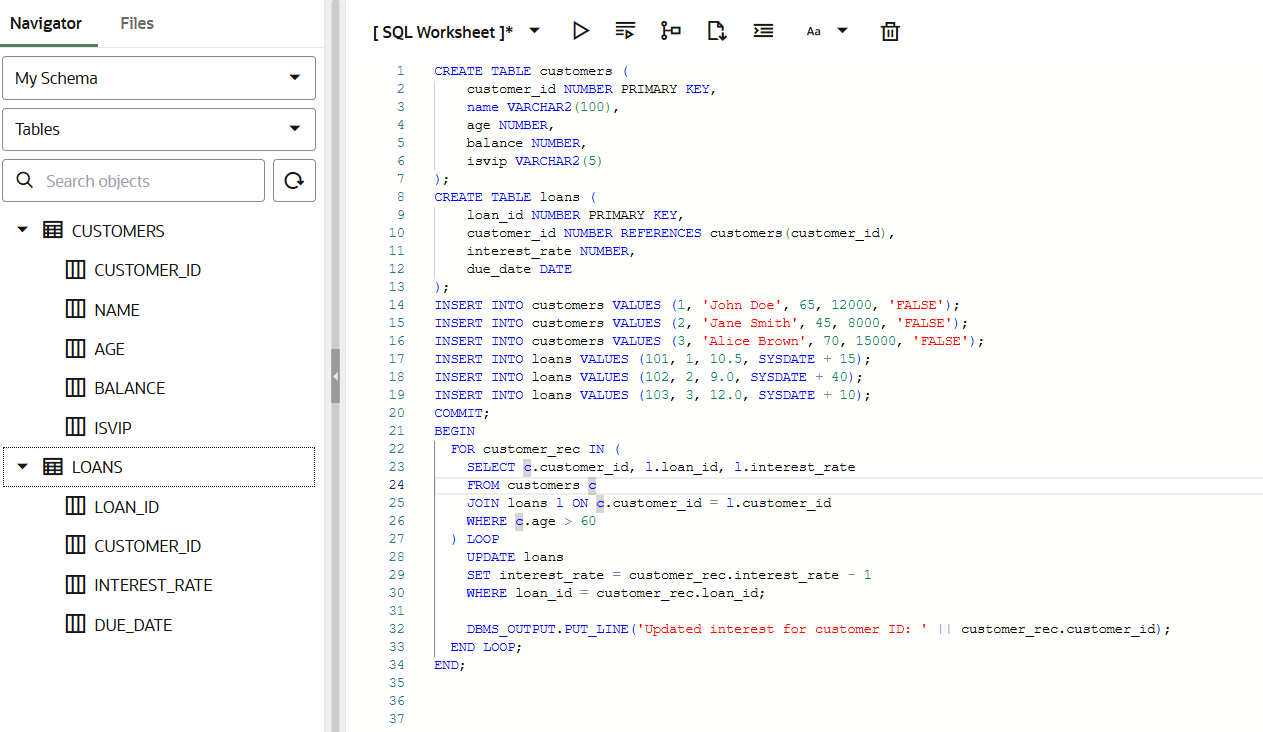 Navigator Files
My Schema
Tables
Search objects
CUSTOMERS
CUSTOMER_ID
NAME
AGE
BALANCE
ISVIP
LOANS
LOAN_ID
CUSTOMER_ID
INTEREST_RATE
DUE_DATE
[ SQL Worksheet ]* Aa
1 CREATE TABLE customers (
2 customer_id NUMBER PRIMARY KEY,
3 name VARCHAR2(100),
4 age NUMBER,
5 balance NUMBER,
6 isvip VARCHAR2(5)
7 );
8 CREATE TABLE loans (
9 loan_id NUMBER PRIMARY KEY,
10 customer_id NUMBER REFERENCES customers(customer_id),
11 interest_rate NUMBER,
12 due_date DATE
13 );
14 INSERT INTO customers VALUES (1, 'John Doe', 65, 12000, 'FALSE');
15 INSERT INTO customers VALUES (2, 'Jane Smith', 45, 8000, 'FALSE');
16 INSERT INTO customers VALUES (3, 'Alice Brown', 70, 15000, 'FALSE');
17 INSERT INTO loans VALUES (101, 1, 10.5, SYSDATE + 15);
18 INSERT INTO loans VALUES (102, 2, 9.0, SYSDATE + 40);
19 INSERT INTO loans VALUES (103, 3, 12.0, SYSDATE + 10);
20 COMMIT;
21 BEGIN
22 FOR customer_rec IN (
23 SELECT c.customer_id, l.loan_id, l.interest_rate
24 FROM customers c
25 JOIN loans l ON c.customer_id = l.customer_id
26 WHERE c.age > 60
27 ) LOOP
28 UPDATE loans
29 SET interest_rate = customer_rec.interest_rate - 1
30 WHERE loan_id = customer_rec.loan_id;
31
32 DBMS_OUTPUT.PUT_LINE('Updated interest for customer ID: ' || customer_rec.customer_id);
33 END LOOP;
34 END;
35
36
37